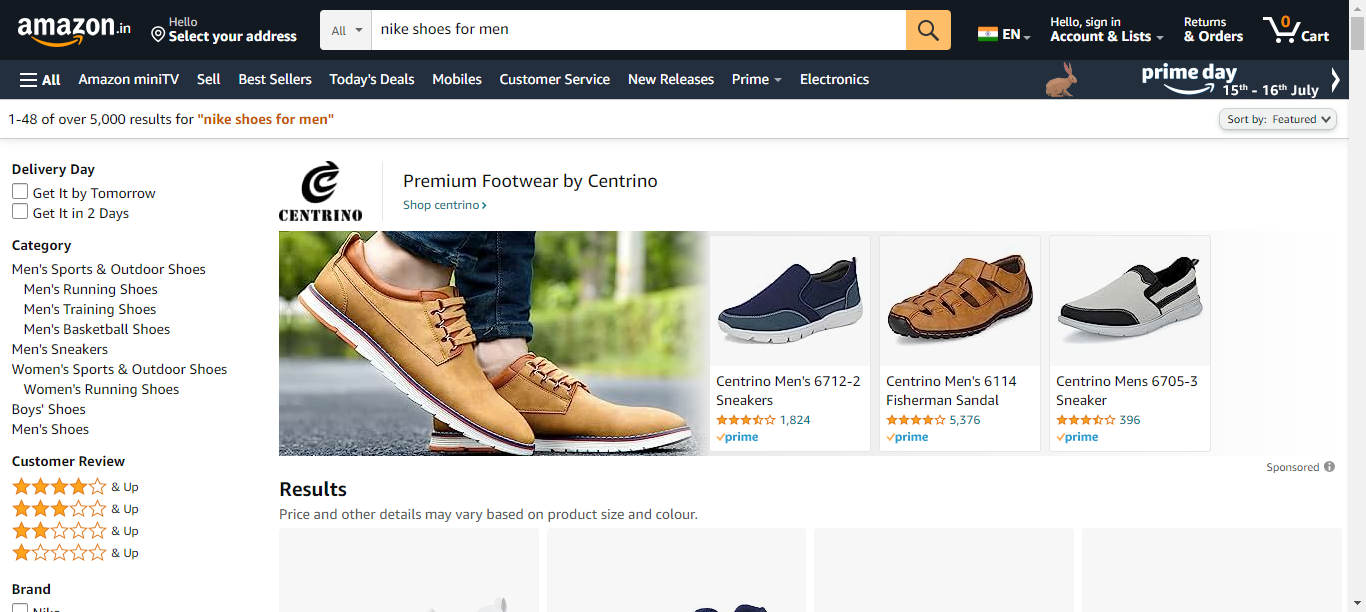 amazon.in
Hello
Select your address
All
nike shoes for men
EN
Hello, sign in
Account & Lists
Returns
& Orders
0
Cart
All
Amazon miniTV
Sell
Best Sellers
Today's Deals
Mobiles
Customer Service
New Releases
Prime
Electronics
prime day
15th - 16th July
1-48 of over 5,000 results for "nike shoes for men"
Sort by: Featured
Delivery Day
Get It by Tomorrow
Get It in 2 Days
Category
Men's Sports & Outdoor Shoes
Men's Running Shoes
Men's Training Shoes
Men's Basketball Shoes
Men's Sneakers
Women's Sports & Outdoor Shoes
Women's Running Shoes
Boys' Shoes
Men's Shoes
Customer Review
& Up
& Up
& Up
& Up
Brand
Nike
CENTRINO
Premium Footwear by Centrino
Shop centrino
Centrino Men's 6712-2
Sneakers
1,824
prime
Centrino Men's 6114
Fisherman Sandal
5,376
prime
Centrino Mens 6705-3
Sneaker
396
prime
Sponsored
Results
Price and other details may vary based on product size and colour.